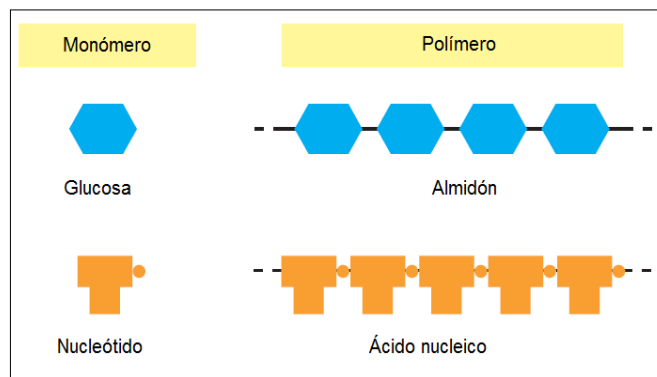 Monómero
Polímero
Glucosa
Almidón
Nucleótido
Ácido nucleico